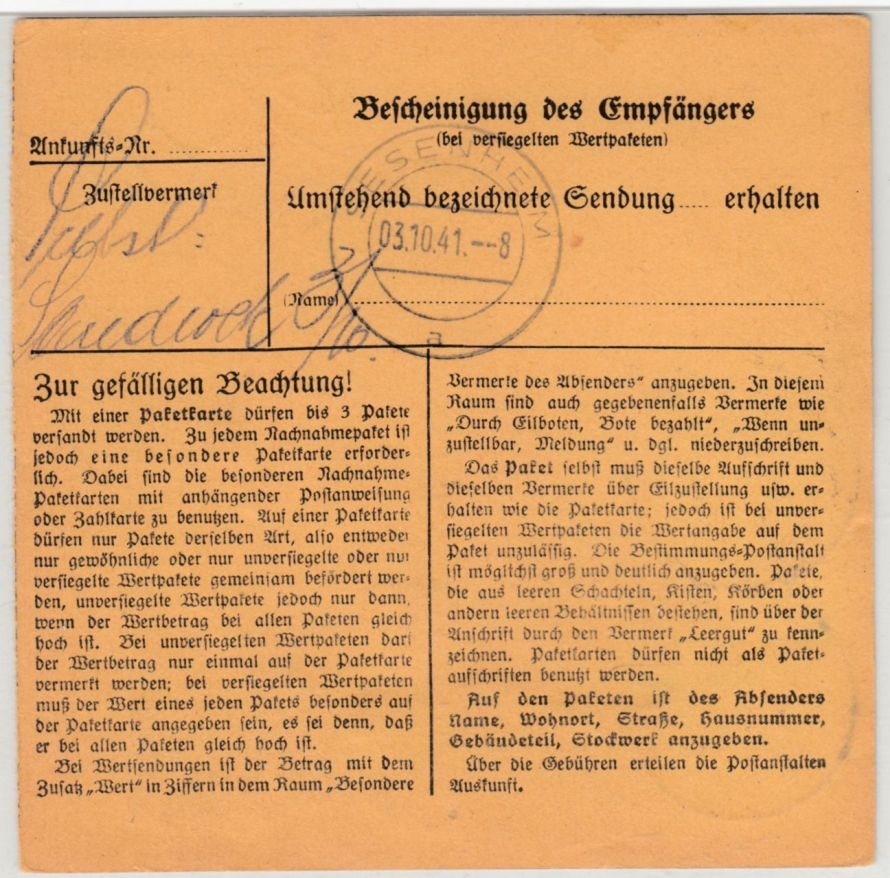 Bescheinigung des Empfängers
(bei versiegelten Wertpaketen)
Ankunfts-Nr. ............
Zustellvermerk
Umstehend bezeichnete Sendung..... erhalten
SESENHEIM
03.10.41.--8
a
(Name)
Zur gefälligen Beachtung!
Mit einer Paketkarte dürfen bis 3 Pakete
versandt werden. Zu jedem Nachnahmepaket ist
jedoch eine besondere Paketkarte erforder-
lich. Dabei sind die besonderen Nachnahme-
Paketkarten mit anhängender Postanweisung
oder Zahlkarte zu benutzen. Auf einer Paketkarte
dürfen nur Pakete derselben Art, also entweder
nur gewöhnliche oder nur unversiegelte oder nur
versiegelte Wertpakete gemeinsam befördert wer-
den, unversiegelte Wertpakete jedoch nur dann,
wenn der Wertbetrag bei allen Paketen gleich
hoch ist. Bei unversiegelten Wertpaketen darf
der Wertbetrag nur einmal auf der Paketkarte
vermerkt werden; bei versiegelten Wertpaketen
muß der Wert eines jeden Pakets besonders auf
der Paketkarte angegeben sein, es sei denn, daß
er bei allen Paketen gleich hoch ist.
Bei Wertsendungen ist der Betrag mit dem
Zusatz „Wert" in Ziffern in dem Raum „Besondere
Vermerke des Absenders" anzugeben. In diesem
Raum sind auch gegebenenfalls Vermerke wie
„Durch Eilboten, Bote bezahlt", „Wenn un-
zustellbar, Meldung" u. dgl. niederzuschreiben.
Das Paket selbst muß dieselbe Aufschrift und
dieselben Vermerke über Eilzustellung usw. er-
halten wie die Paketkarte; jedoch ist bei unver-
siegelten Wertpaketen die Wertangabe auf dem
Paket unzulässig. Die Bestimmungs-Postanstalt
ist möglichst groß und deutlich anzugeben. Pakete,
die aus leeren Schachteln, Kisten, Körben oder
andern leeren Behältnissen bestehen, sind über der
Anschrift durch den Vermerk „Leergut" zu kenn-
zeichnen. Paketkarten dürfen nicht als Paket-
aufschriften benutzt werden.
Auf den Paketen ist des Absenders
Name, Wohnort, Straße, Hausnummer,
Gebäudeteil, Stockwerk anzugeben.
Über die Gebühren erteilen die Postanstalten
Auskunft.